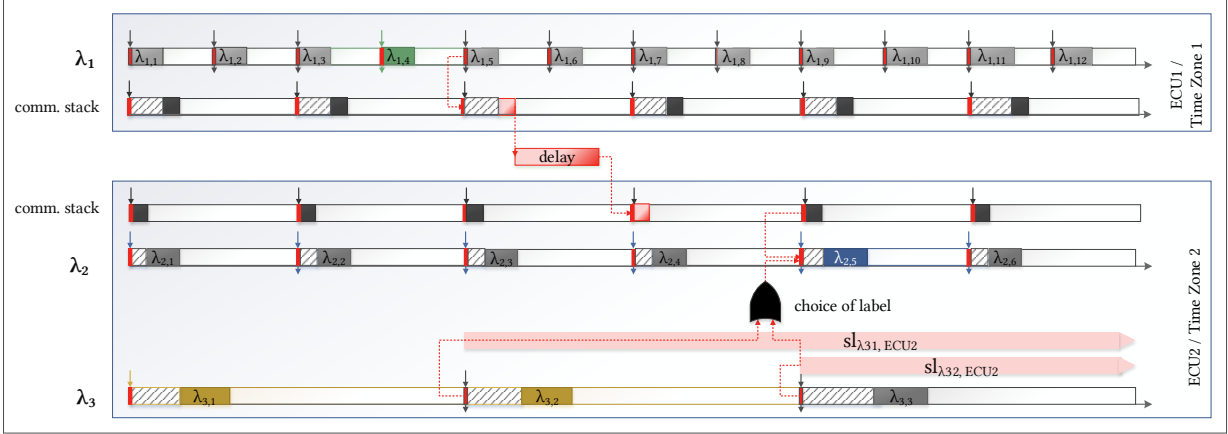 λ1
λ1,1 λ1,2 λ1,3 λ1,4 λ1,5 λ1,6 λ1,7 λ1,8 λ1,9 λ1,10 λ1,11 λ1,12
comm. stack
ECU1 /
Time Zone 1
delay
comm. stack
λ2
λ2,1 λ2,2 λ2,3 λ2,4 λ2,5 λ2,6
choice of label
slλ31, ECU2
slλ32, ECU2
λ3
λ3,1 λ3,2 λ3,3
ECU2 / Time Zone 2